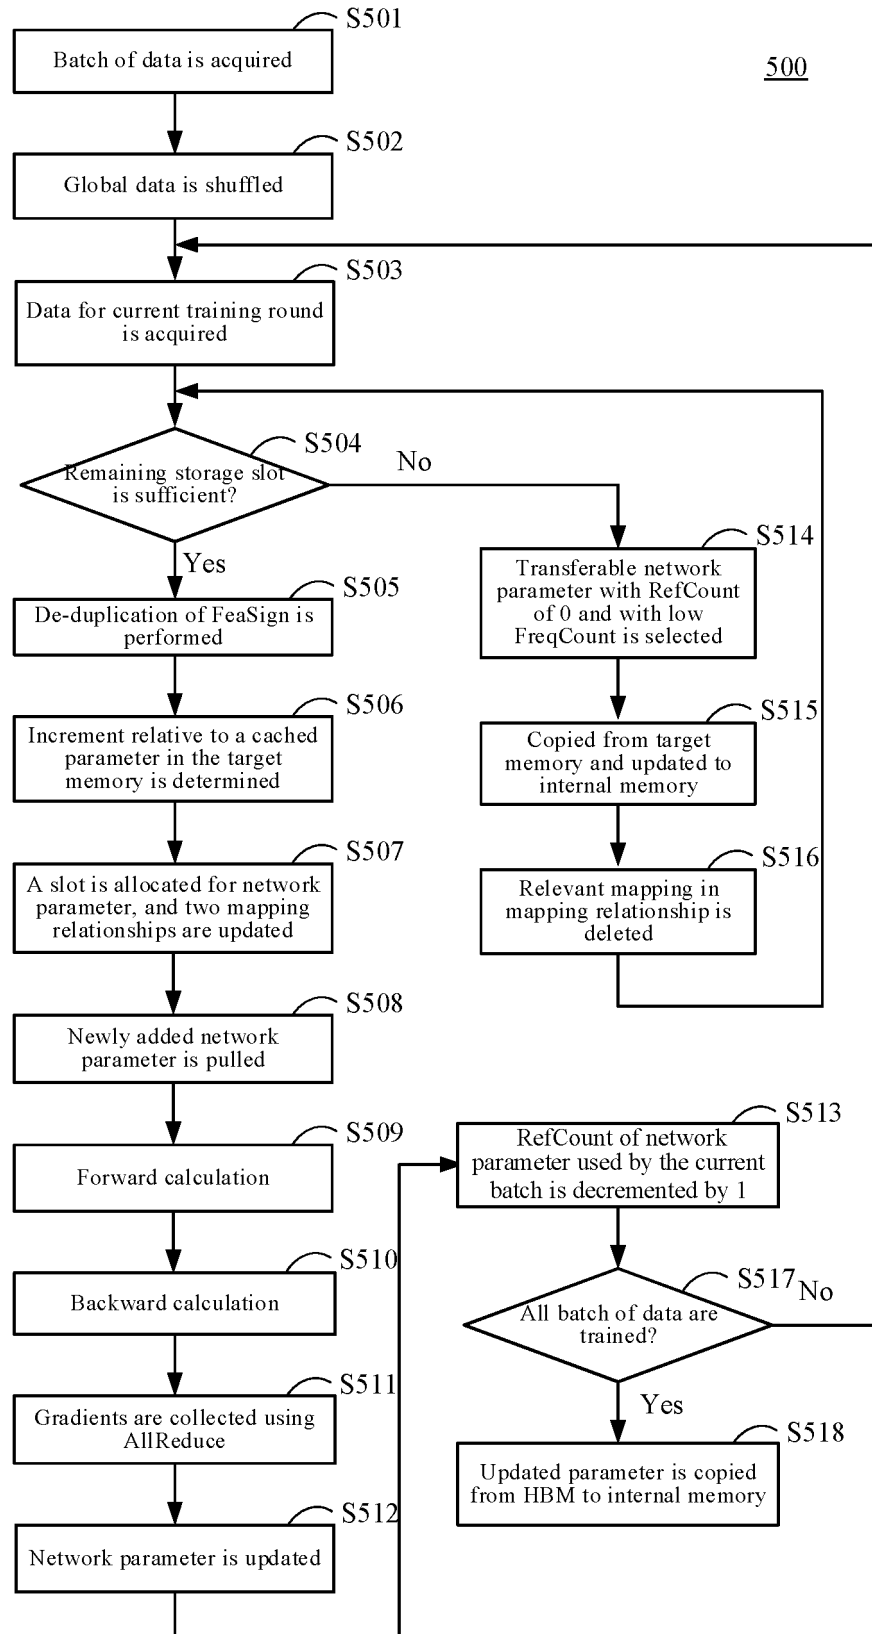 S501
Batch of data is acquired
500
S502
Global data is shuffled
S503
Data for current training round
is acquired
S504
Remaining storage slot
is sufficient?
No
Yes
S505
De-duplication of FeaSign is
performed
S506
Increment relative to a cached
parameter in the target
memory is determined
S507
A slot is allocated for network
parameter, and two mapping
relationships are updated
S508
Newly added network
parameter is pulled
S509
Forward calculation
S510
Backward calculation
S511
Gradients are collected using
AllReduce
S512
Network parameter is updated
S514
Transferable network
parameter with RefCount
of 0 and with low
FreqCount is selected
S515
Copied from target
memory and updated to
internal memory
S516
Relevant mapping in
mapping relationship is
deleted
S513
RefCount of network
parameter used by the current
batch is decremented by 1
S517
All batch of data are
trained?
No
Yes
S518
Updated parameter is copied
from HBM to internal memory